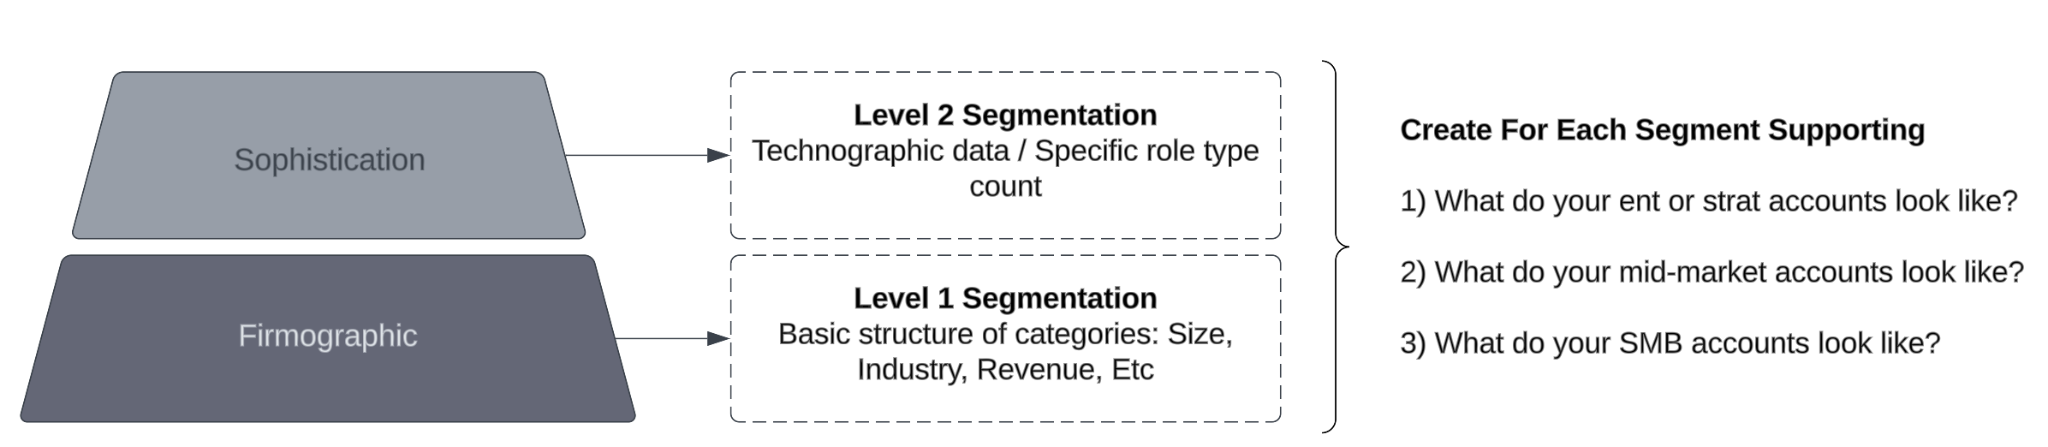 Sophistication
Level 2 Segmentation
Technographic data / Specific role type
count
Firmographic
Level 1 Segmentation
Basic structure of categories: Size,
Industry, Revenue, Etc
Create For Each Segment Supporting
1) What do your ent or strat accounts look like?
2) What do your mid-market accounts look like?
3) What do your SMB accounts look like?